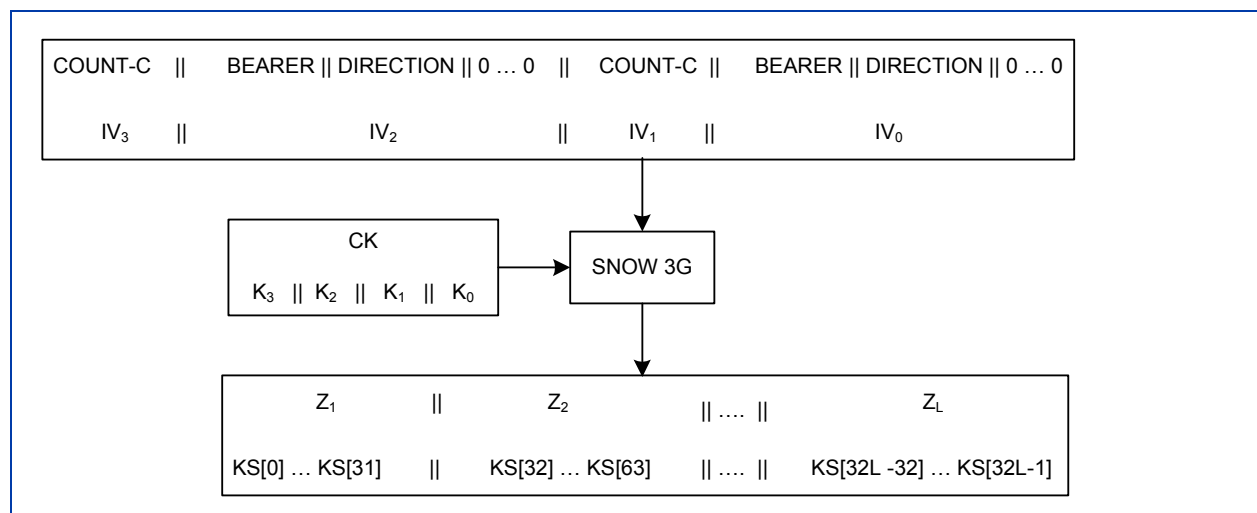 COUNT-C || BEARER || DIRECTION || 0 … 0 || COUNT-C || BEARER || DIRECTION || 0 … 0
IV₃ || IV₂ || IV₁ || IV₀
CK
K₃ || K₂ || K₁ || K₀
SNOW 3G
Z₁ || Z₂ || …. || Z_L
KS[0] … KS[31] || KS[32] … KS[63] || …. || KS[32L -32] … KS[32L-1]